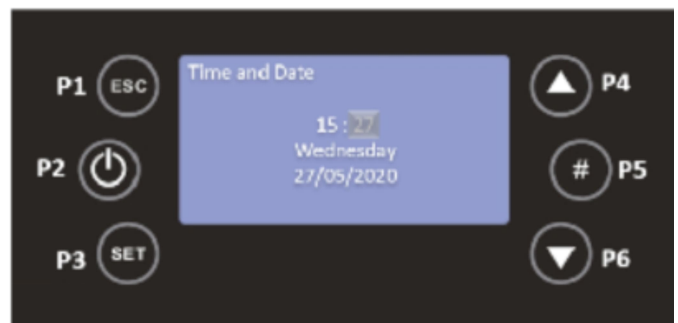 Time and Date
P1 ESC
15 : 27
P4
Wednesday
P2
# P5
27/05/2020
P3 SET
P6